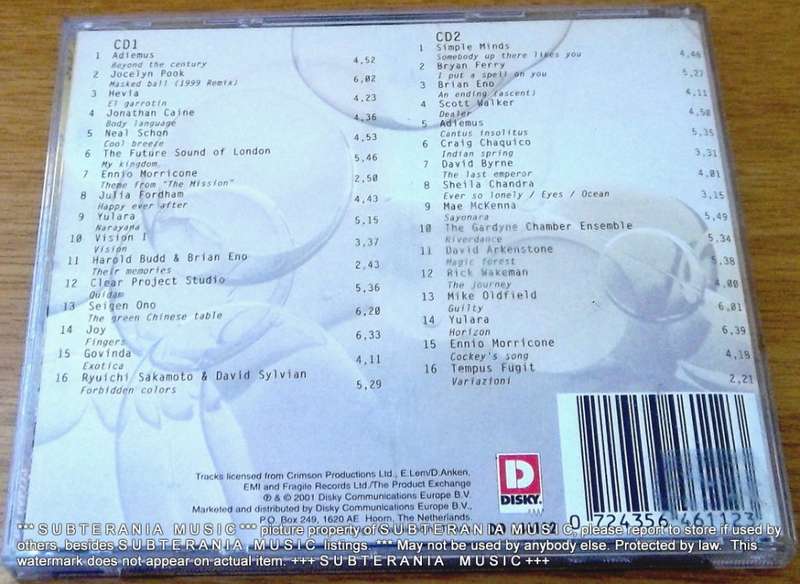 CD1
1 Adiemus 4,52
Beyond the century
2 Jocelyn Pook 6,02
Masked ball (1999 Remix)
3 Hevia 4,23
El garrotin
4 Jonathan Caine 4,36
Body language
5 Neal Schon 4,53
Cool breeze
6 The Future Sound of London 5,46
My kingdom
7 Ennio Morricone 2,50
Theme from "The Mission"
8 Julia Fordham 4,43
Happy ever after
9 Yulara 5,15
Narayana
10 Vision I 3,37
Vision
11 Harold Budd & Brian Eno 2,43
Their memories
12 Clear Project Studio 5,36
Quidam
13 Seigen Ono 6,20
The green Chinese table
14 Joy 6,33
Fingers
15 Govinda 4,11
Exotica
16 Ryuichi Sakamoto & David Sylvian 5,29
Forbidden colors
CD2
1 Simple Minds 4,46
Somebody up there likes you
2 Bryan Ferry 5,27
I put a spell on you
3 Brian Eno 4,11
An ending (ascent)
4 Scott Walker 4,58
Dealer
5 Adiemus 5,35
Cantus insolitus
6 Craig Chaquico 3,31
Indian spring
7 David Byrne 4,01
The last emperor
8 Sheila Chandra 3,15
Ever so lonely / Eyes / Ocean
9 Mae McKenna 5,49
Sayonara
10 The Gardyne Chamber Ensemble 5,34
Riverdance
11 David Arkenstone 5,38
Magic forest
12 Rick Wakeman 4,00
The journey
13 Mike Oldfield 6,01
Guilty
14 Yulara 6,39
Horizon
15 Ennio Morricone 4,18
Cockey's song
16 Tempus Fugit 2,21
Variazioni
Tracks licensed from Crimson Productions Ltd., E.Lem/D.Anken,
EMI and Fragile Records Ltd./The Product Exchange
℗ & © 2001 Disky Communications Europe B.V.
Marketed and distributed by Disky Communications Europe B.V.,
P.O. Box 249, 1620 AE Hoorn, The Netherlands
D
DISKY.
0 724356 461123
*** S U B T E R A N I A M U S I C *** picture property of S U B T E R A N I A M U S I C, please report to store if used by
others, besides S U B T E R A N I A M U S I C listings. *** May not be used by anybody else. Protected by law. This
watermark does not appear on actual item. +++ S U B T E R A N I A M U S I C +++